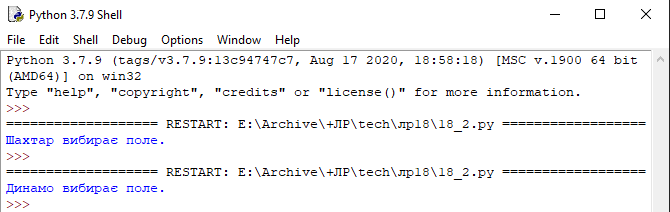 Python 3.7.9 Shell
File Edit Shell Debug Options Window Help
Python 3.7.9 (tags/v3.7.9:13c94747c7, Aug 17 2020, 18:58:18) [MSC v.1900 64 bit
(AMD64)] on win32
Type "help", "copyright", "credits" or "license()" for more information.
>>>
=================== RESTART: E:\Archive\+ЛР\tech\лр18\18_2.py ==================
Шахтар вибирає поле.
>>>
=================== RESTART: E:\Archive\+ЛР\tech\лр18\18_2.py ==================
Динамо вибирає поле.
>>>